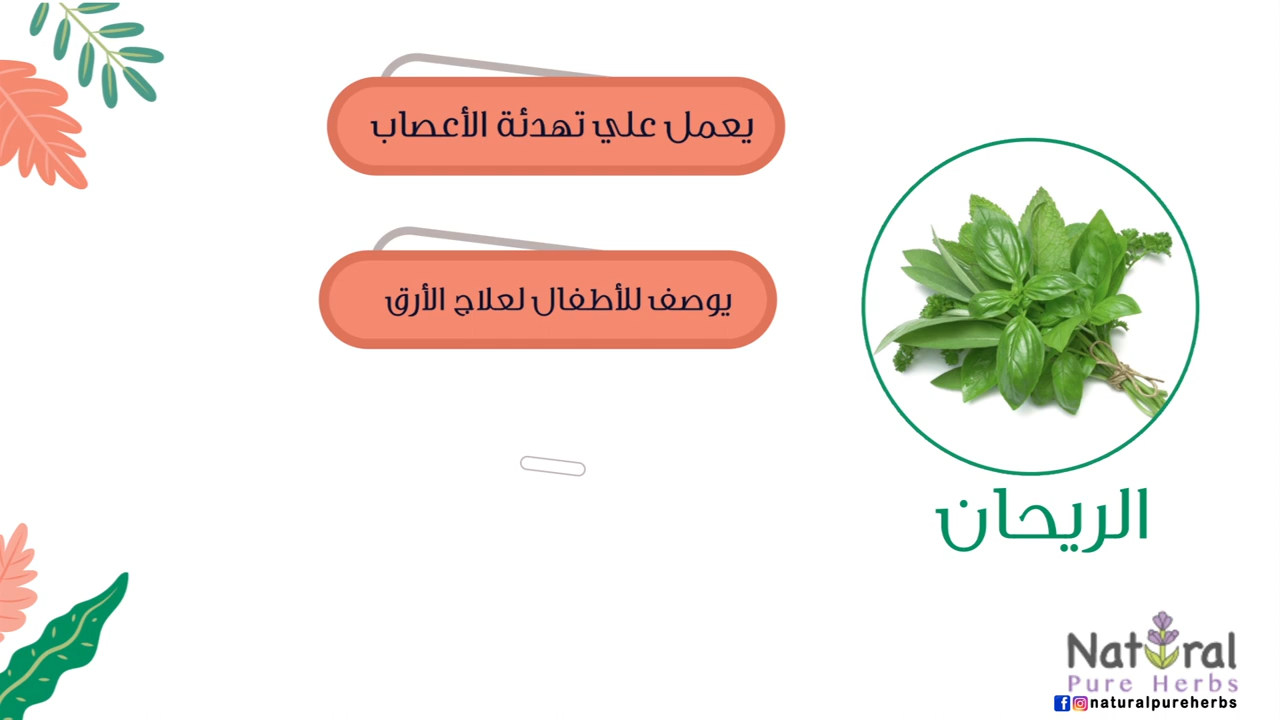 يعمل علي تهدئة الأعصاب
يوصف للأطفال لعلاج الأرق
الريحان
Natural
Pure Herbs
naturalpureherbs